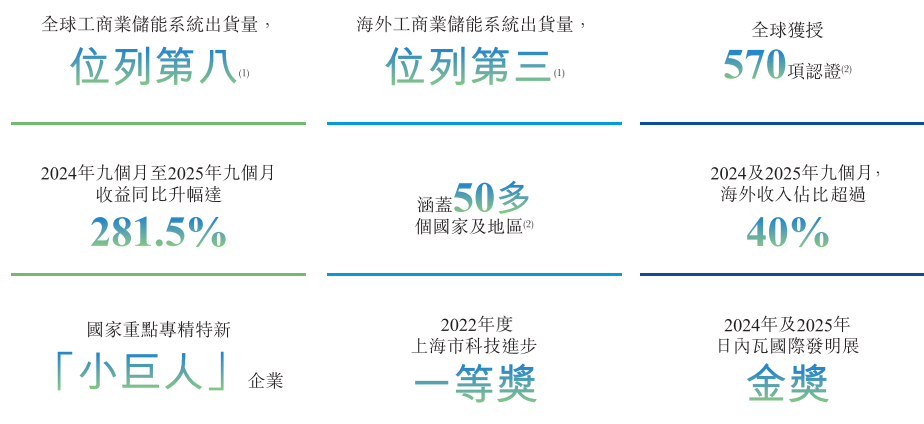 全球工商業儲能系統出貨量，
位列第八(1)
海外工商業儲能系統出貨量，
位列第三(1)
全球獲授
570項認證(2)
2024年九個月至2025年九個月
收益同比升幅達
281.5%
涵蓋50多
個國家及地區(2)
2024及2025年九個月，
海外收入佔比超過
40%
國家重點專精特新
「小巨人」企業
2022年度
上海市科技進步
一等獎
2024年及2025年
日內瓦國際發明展
金獎